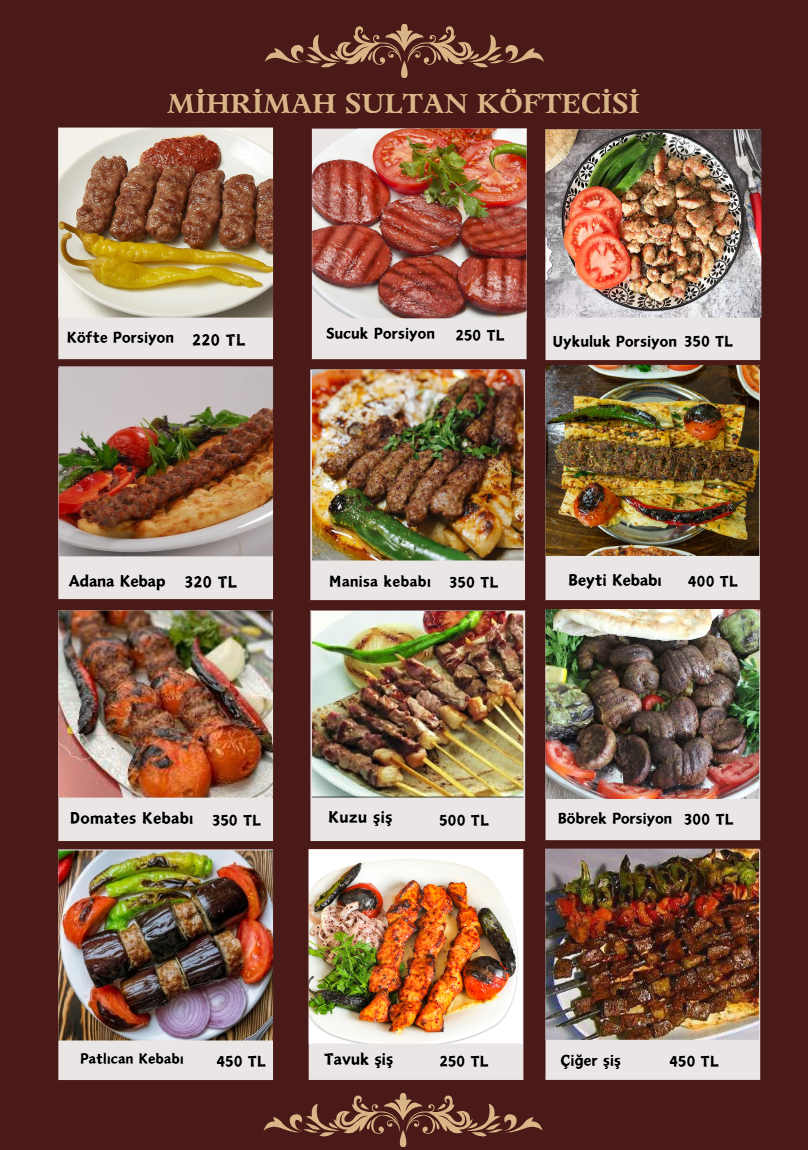 MİHRİMAH SULTAN KÖFTECİSİ
Köfte Porsiyon 220 TL
Sucuk Porsiyon 250 TL
Uykuluk Porsiyon 350 TL
Adana Kebap 320 TL
Manisa kebabı 350 TL
Beyti Kebabı 400 TL
Domates Kebabı 350 TL
Kuzu şiş 500 TL
Böbrek Porsiyon 300 TL
Patlıcan Kebabı 450 TL
Tavuk şiş 250 TL
Çiğer şiş 450 TL